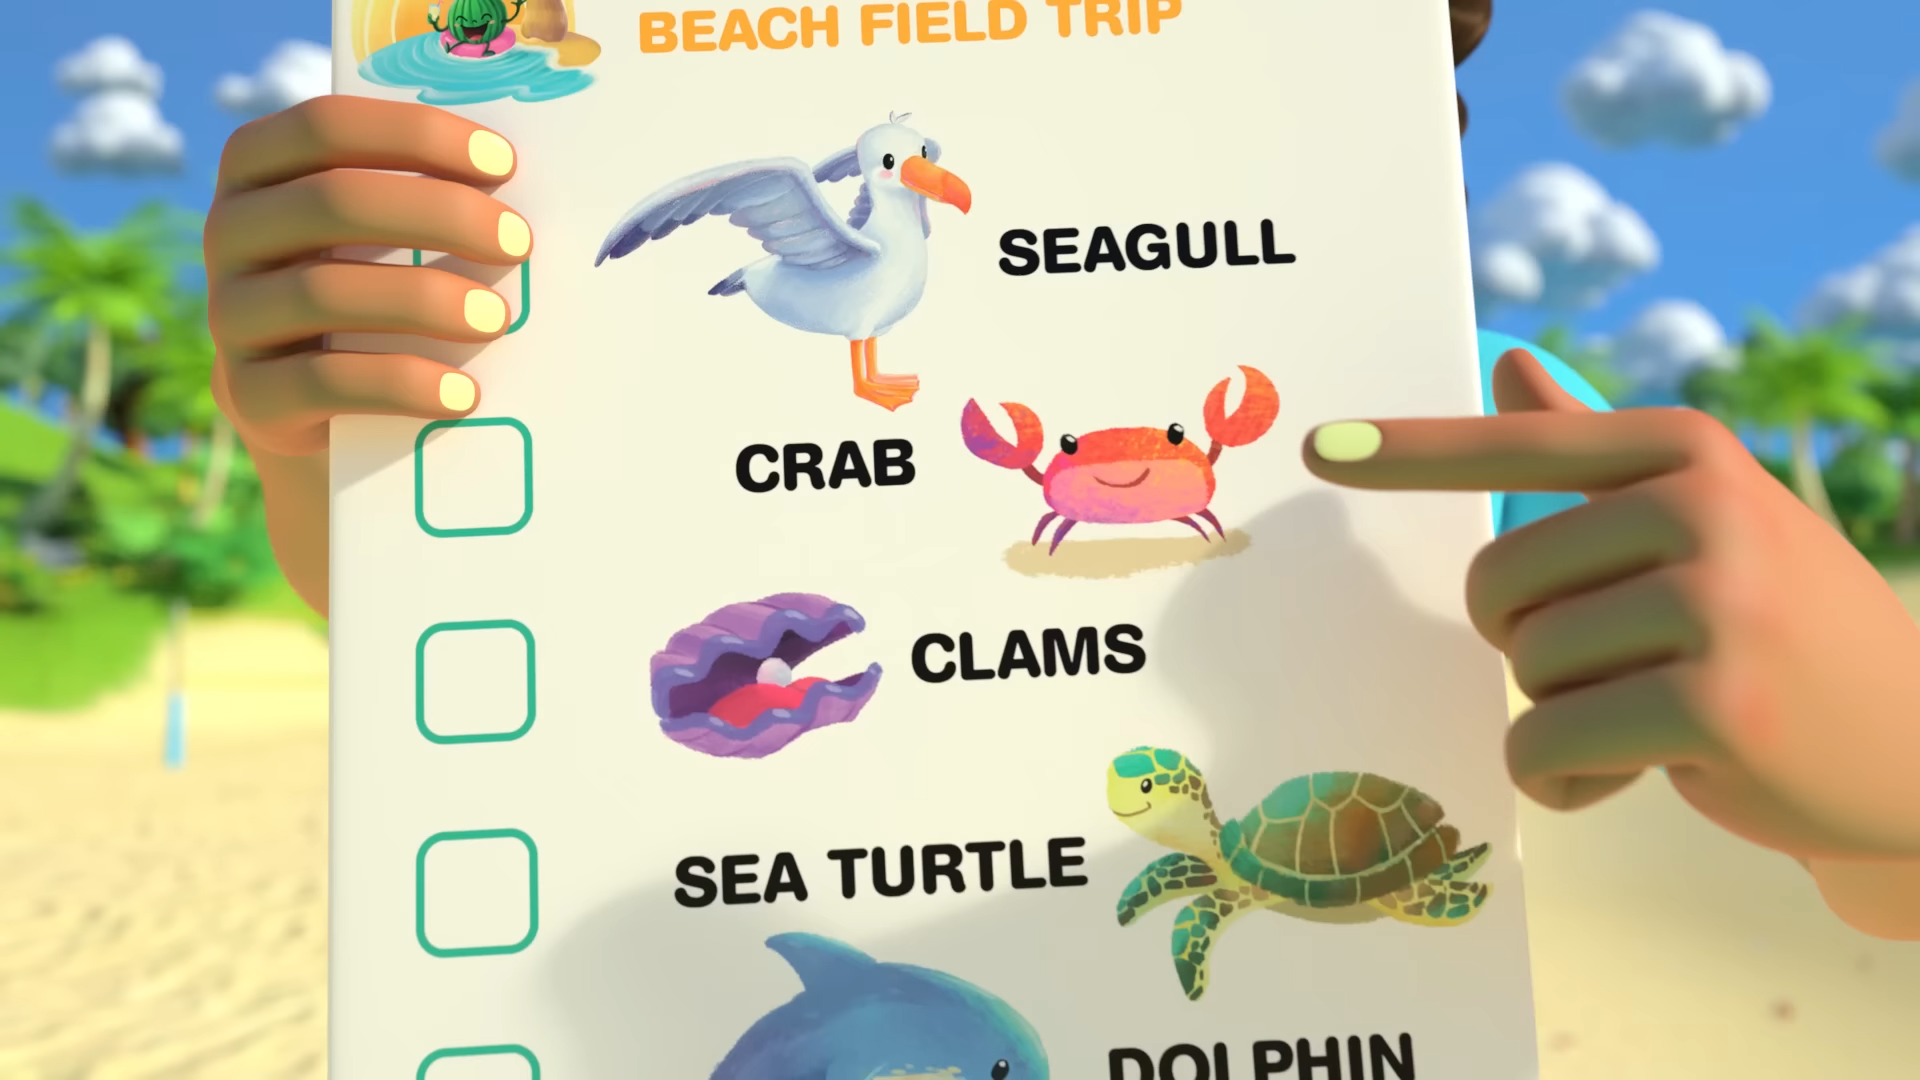 BEACH FIELD TRIP
SEAGULL
CRAB
CLAMS
SEA TURTLE
DOLPHIN